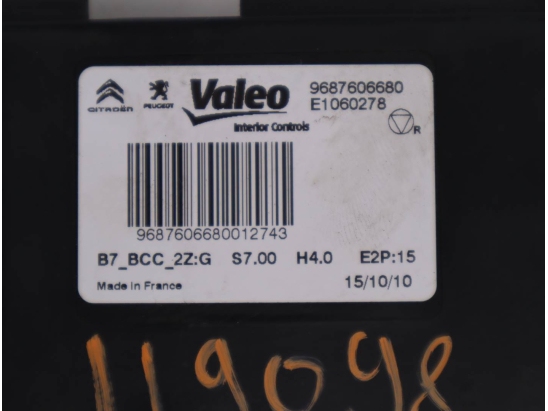 CITROËN PEUGEOT Valeo 9687606680
Interior Controls E1060278
R
9687606680012743
B7_BCC_2Z:G S7.00 H4.0 E2P:15
Made in France 15/10/10
119098